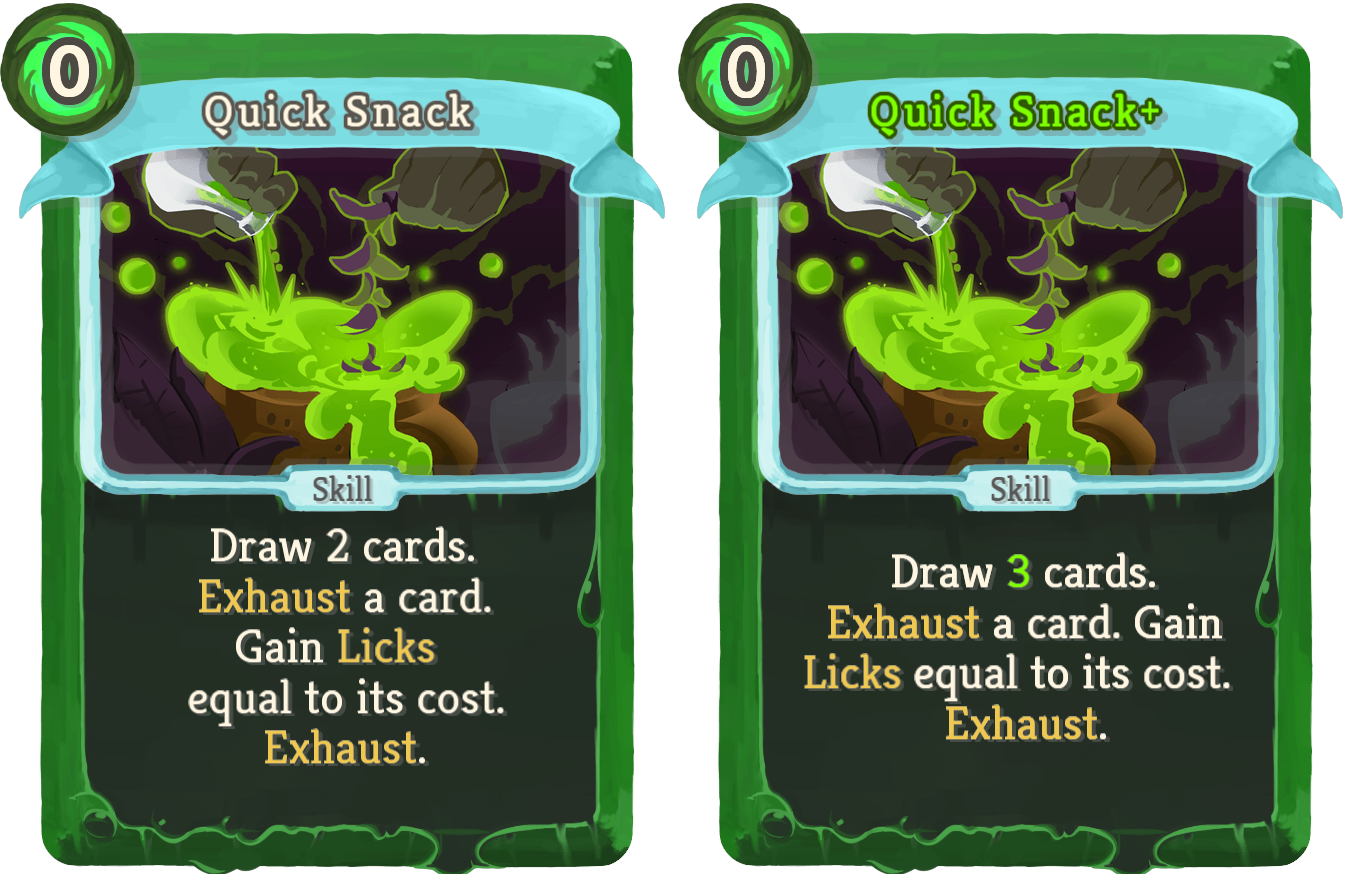 0
Quick Snack
Skill
Draw 2 cards.
Exhaust a card.
Gain Licks
equal to its cost.
Exhaust.
0
Quick Snack+
Skill
Draw 3 cards.
Exhaust a card. Gain
Licks equal to its cost.
Exhaust.